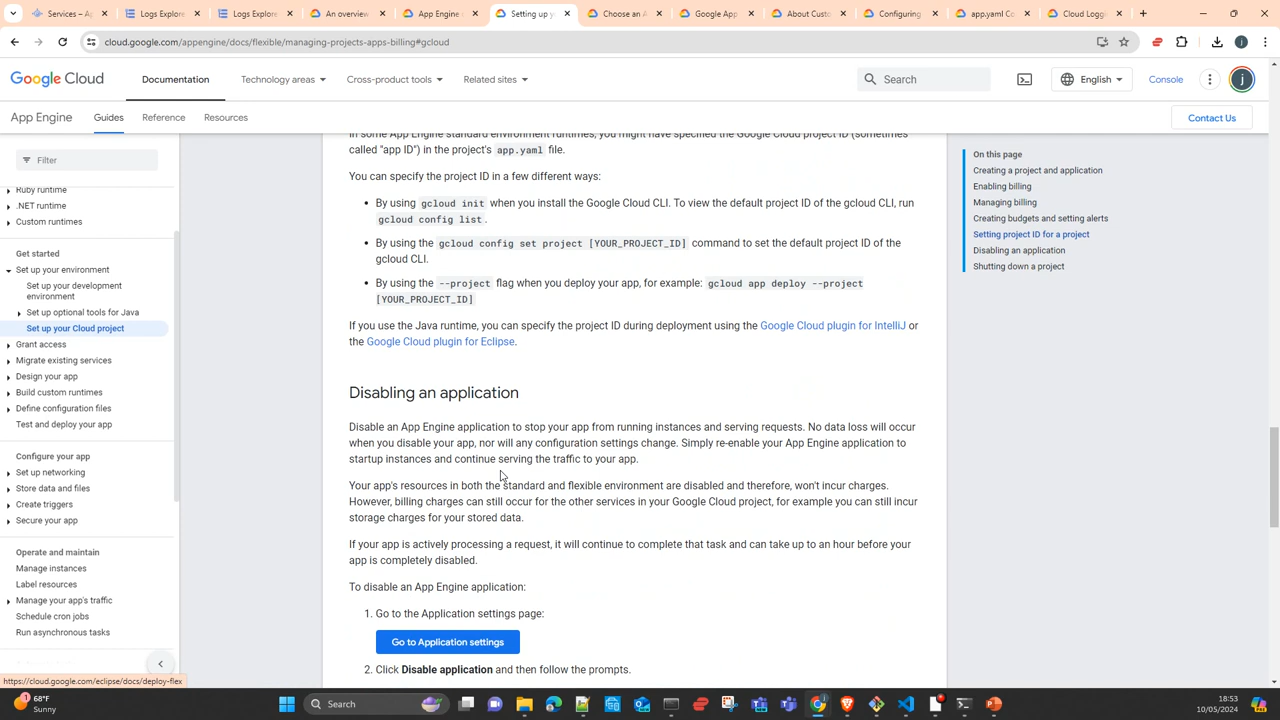 Services – A
Logs Explore
Logs Explore
An overview
App Engine
Setting up y
Choose an A
Google App
About Custo
Configuring
app.yaml Co
Cloud Loggi
cloud.google.com/appengine/docs/flexible/managing-projects-apps-billing#gcloud
Google Cloud
Documentation
Technology areas
Cross-product tools
Related sites
Search
English
Console
App Engine
Guides
Reference
Resources
Contact Us
Filter
Ruby runtime
.NET runtime
Custom runtimes
Get started
Set up your environment
Set up your development
environment
Set up optional tools for Java
Set up your Cloud project
Grant access
Migrate existing services
Design your app
Build custom runtimes
Define configuration files
Test and deploy your app
Configure your app
Set up networking
Store data and files
Create triggers
Secure your app
Operate and maintain
Manage instances
Label resources
Manage your app's traffic
Schedule cron jobs
Run asynchronous tasks
https://cloud.google.com/eclipse/docs/deploy-flex
In some App Engine standard environment runtimes, you might have specified the Google Cloud project ID (sometimes
called "app ID") in the project's app.yaml file.
You can specify the project ID in a few different ways:
• By using gcloud init when you install the Google Cloud CLI. To view the default project ID of the gcloud CLI, run
gcloud config list .
• By using the gcloud config set project [YOUR_PROJECT_ID] command to set the default project ID of the
gcloud CLI.
• By using the --project flag when you deploy your app, for example: gcloud app deploy --project
[YOUR_PROJECT_ID]
If you use the Java runtime, you can specify the project ID during deployment using the Google Cloud plugin for IntelliJ or
the Google Cloud plugin for Eclipse.
Disabling an application
Disable an App Engine application to stop your app from running instances and serving requests. No data loss will occur
when you disable your app, nor will any configuration settings change. Simply re-enable your App Engine application to
startup instances and continue serving the traffic to your app.
Your app's resources in both the standard and flexible environment are disabled and therefore, won't incur charges.
However, billing charges can still occur for the other services in your Google Cloud project, for example you can still incur
storage charges for your stored data.
If your app is actively processing a request, it will continue to complete that task and can take up to an hour before your
app is completely disabled.
To disable an App Engine application:
1. Go to the Application settings page:
Go to Application settings
2. Click Disable application and then follow the prompts.
On this page
Creating a project and application
Enabling billing
Managing billing
Creating budgets and setting alerts
Setting project ID for a project
Disabling an application
Shutting down a project
1
68°F
Sunny
Search
18:53
10/05/2024